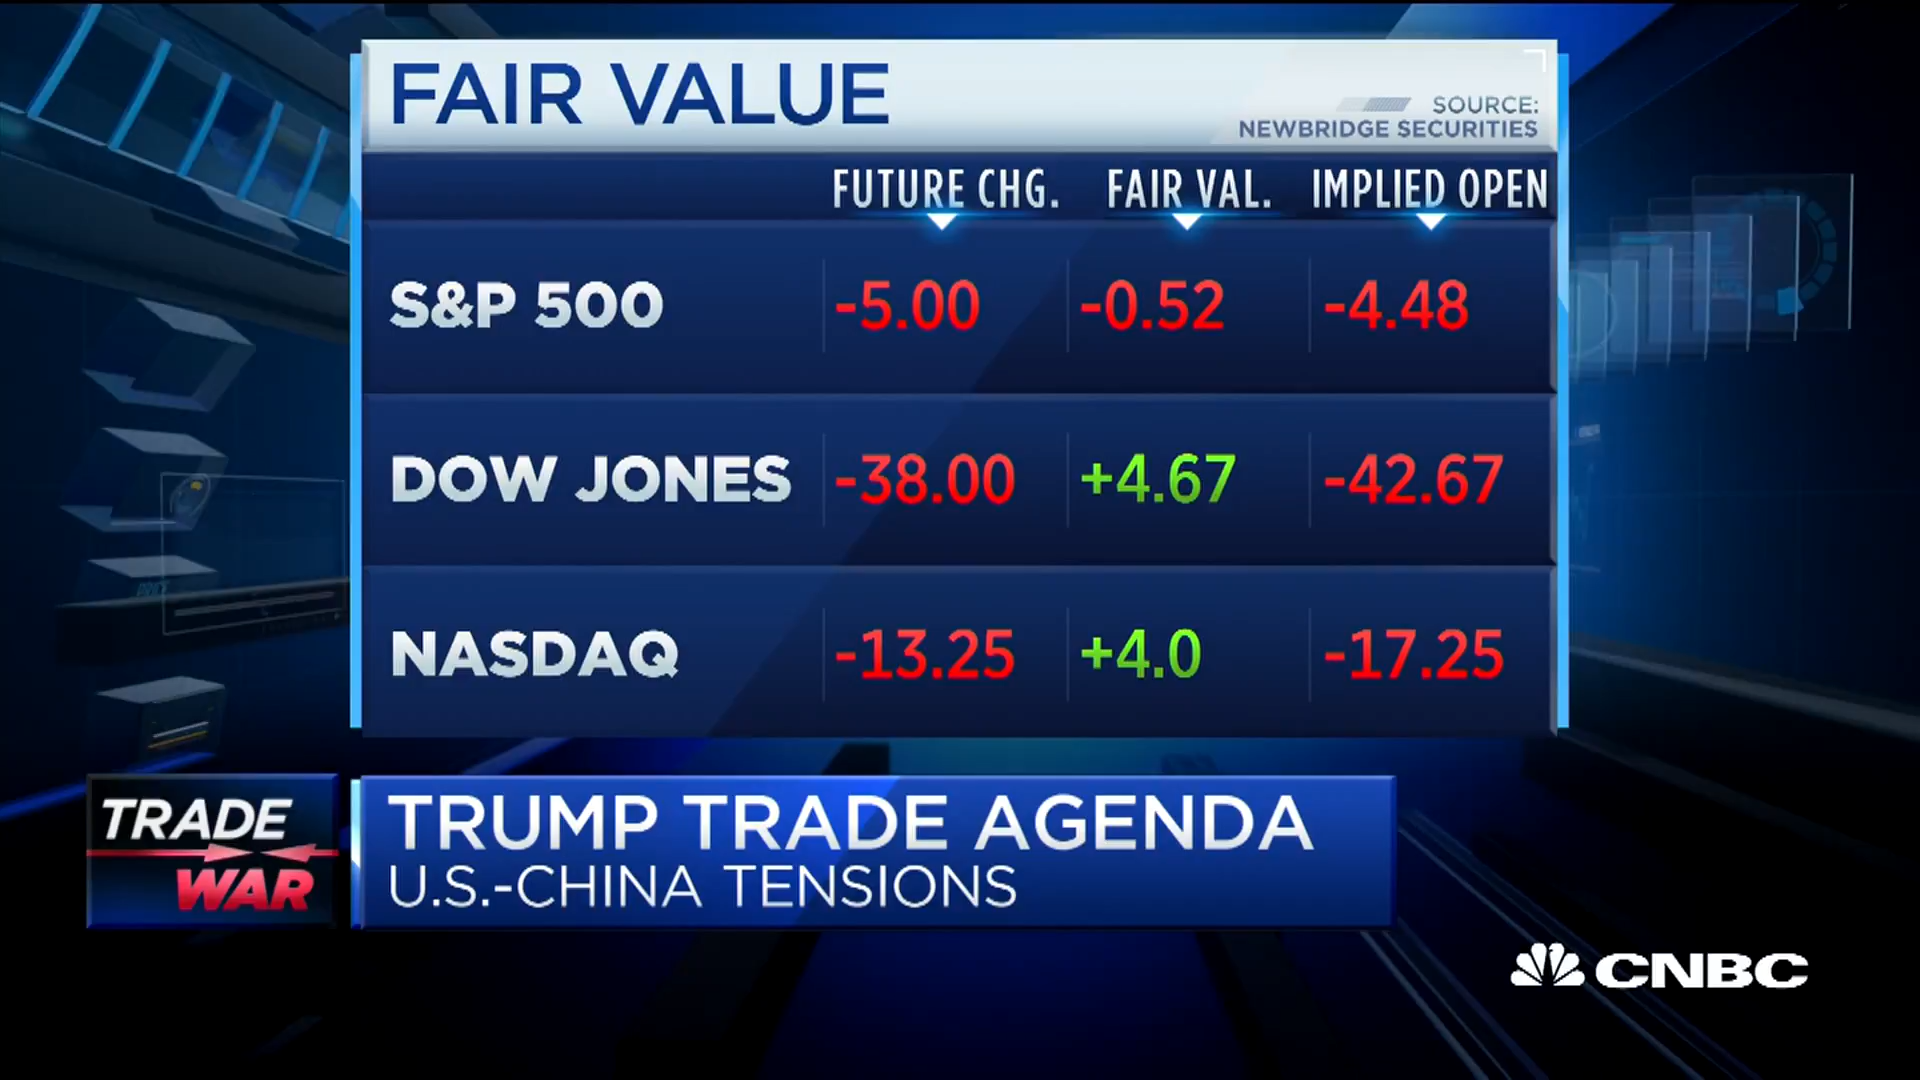 FAIR VALUE
SOURCE:
NEWBRIDGE SECURITIES
FUTURE CHG. FAIR VAL. IMPLIED OPEN
S&P 500 -5.00 -0.52 -4.48
DOW JONES -38.00 +4.67 -42.67
NASDAQ -13.25 +4.0 -17.25
TRADE
WAR
TRUMP TRADE AGENDA
U.S.-CHINA TENSIONS
CNBC